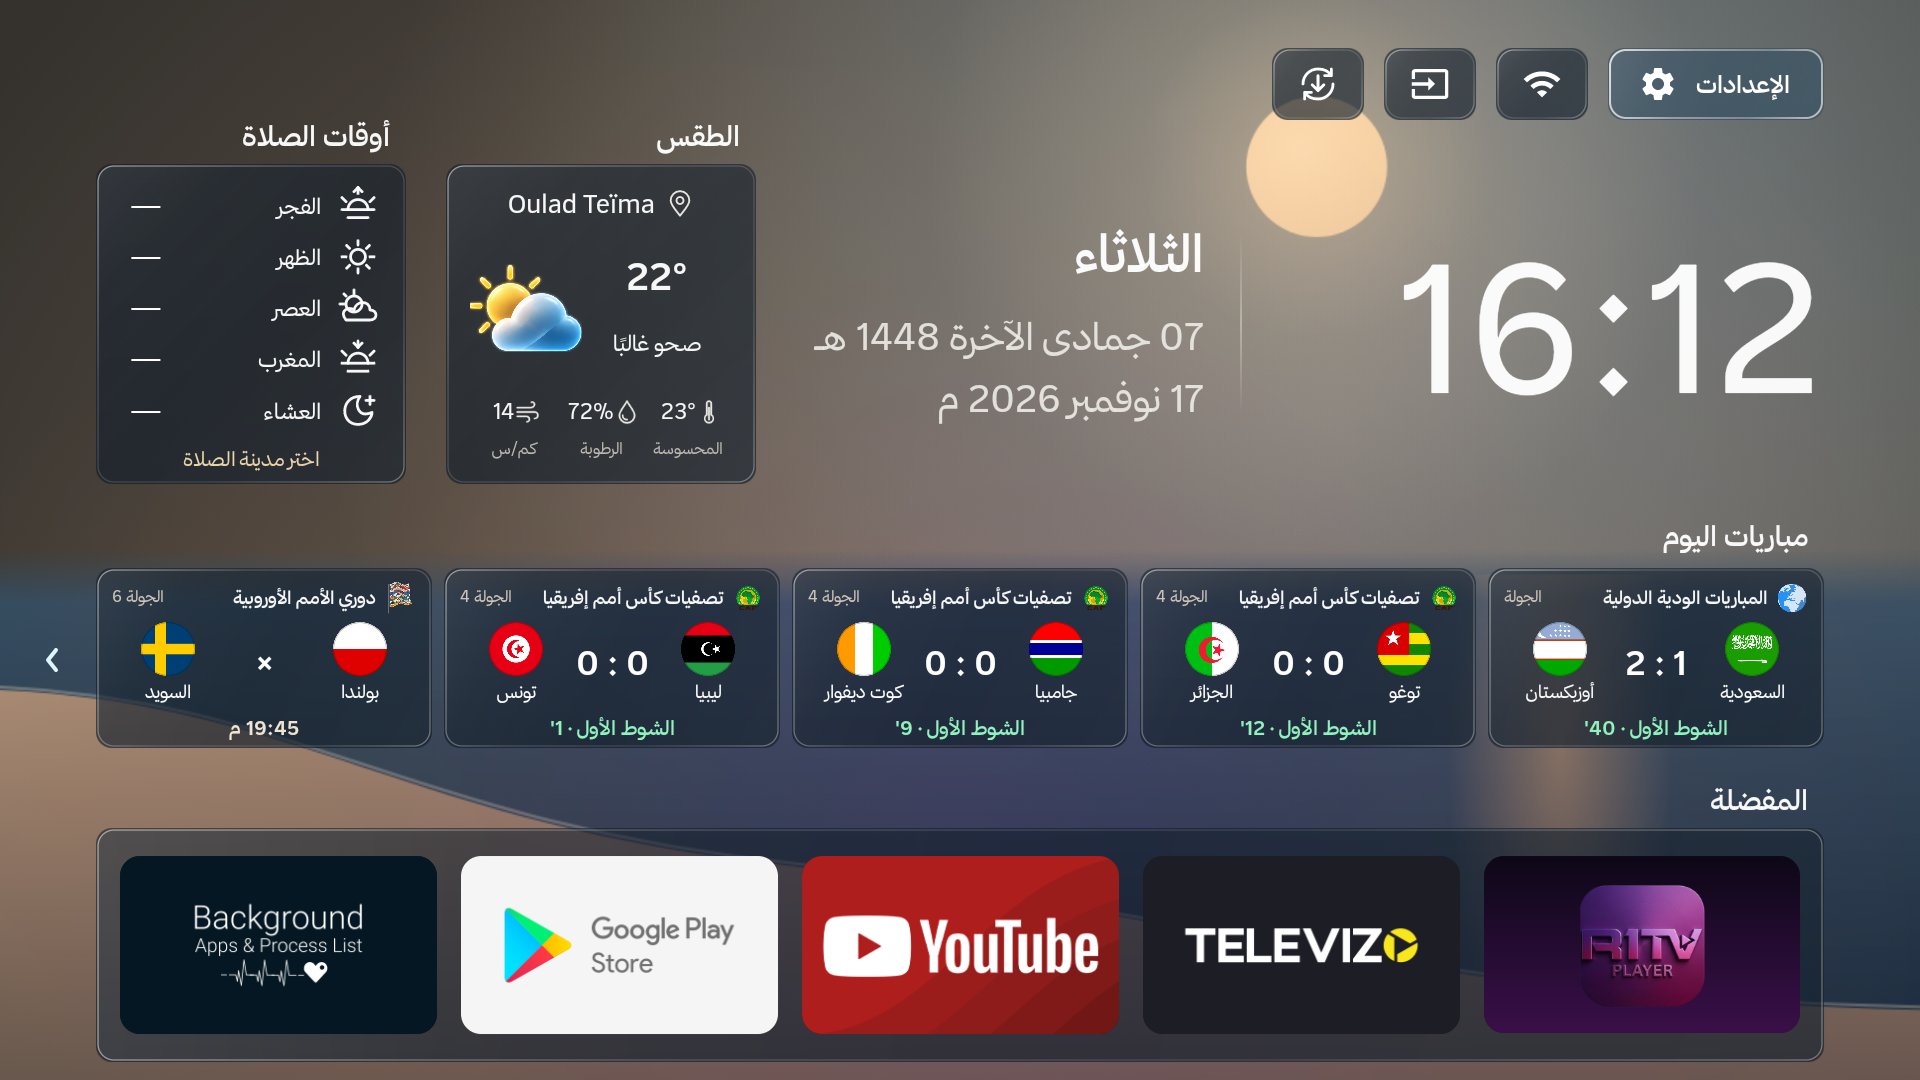 الإعدادات
16:12
الثلاثاء
07 جمادى الآخرة 1448 هـ
17 نوفمبر 2026 م
الطقس
Oulad Teïma
22°
صحو غالبًا
23° 72% 14
المحسوسة الرطوبة كم/س
أوقات الصلاة
الفجر —
الظهر —
العصر —
المغرب —
العشاء —
اختر مدينة الصلاة
مباريات اليوم
المباريات الودية الدولية الجولة
2 : 1
السعودية أوزبكستان
الشوط الأول · 40'
تصفيات كأس أمم إفريقيا الجولة 4
0 : 0
توغو الجزائر
الشوط الأول · 12'
تصفيات كأس أمم إفريقيا الجولة 4
0 : 0
جامبيا كوت ديفوار
الشوط الأول · 9'
تصفيات كأس أمم إفريقيا الجولة 4
0 : 0
ليبيا تونس
الشوط الأول · 1'
دوري الأمم الأوروبية الجولة 6
×
بولندا السويد
19:45 م
المفضلة
R1TV
PLAYER
TELEVIZO
YouTube
Google Play
Store
Background
Apps & Process List